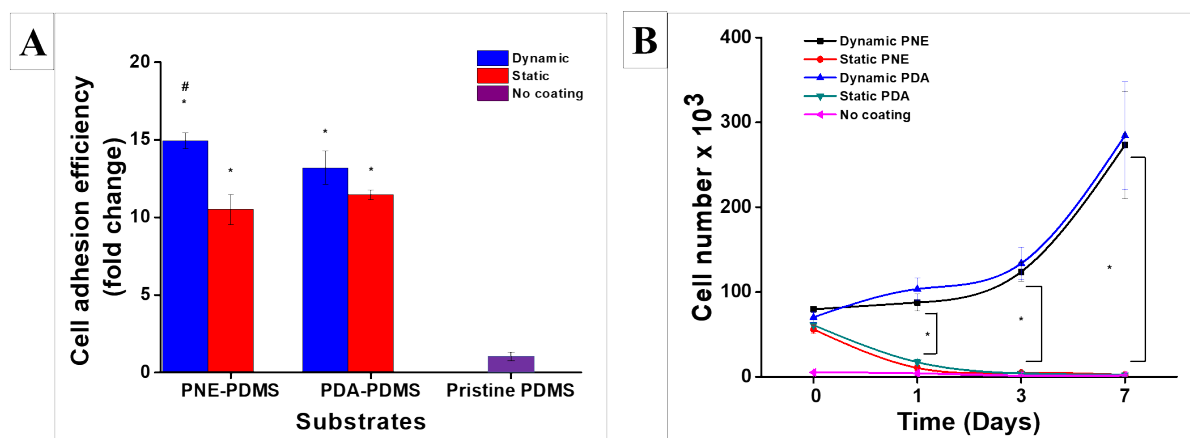 A
Cell adhesion efficiency
(fold change)
20
15
10
5
0
#
*
*
*
*
Dynamic
Static
No coating
PNE-PDMS
PDA-PDMS
Pristine PDMS
Substrates
B
Cell number x 10³
400
300
200
100
0
Dynamic PNE
Static PNE
Dynamic PDA
Static PDA
No coating
*
*
*
0
1
3
7
Time (Days)